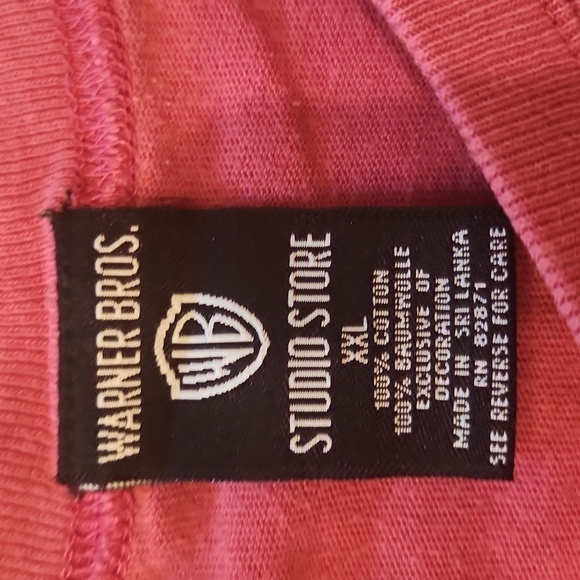 WARNER BROS.
WB
STUDIO STORE
XXL
100% COTTON
100% BAUMWOLLE
EXCLUSIVE OF
DECORATION
MADE IN SRI LANKA
RN 82871
SEE REVERSE FOR CARE